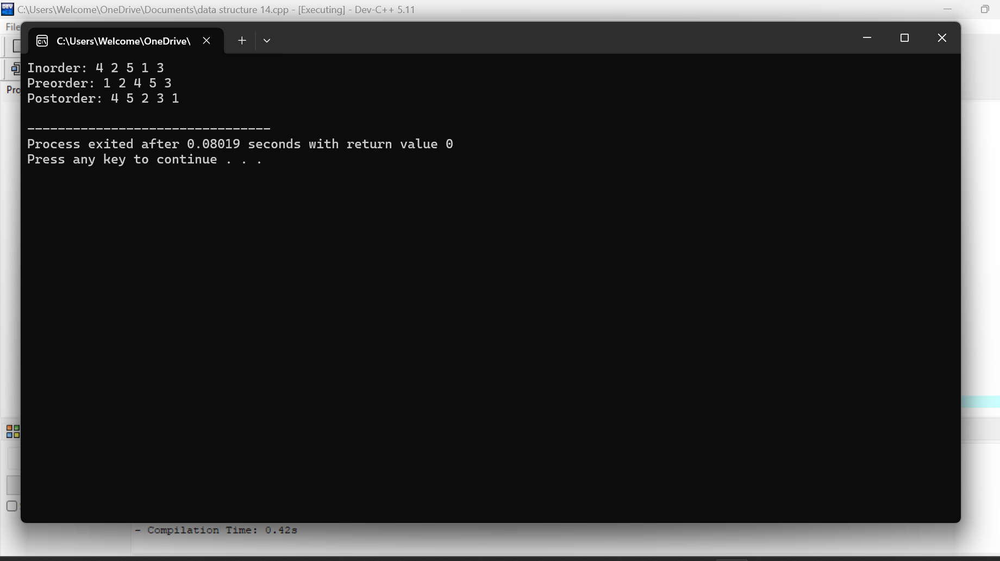 C:\Users\Welcome\OneDrive\Documents\data structure 14.cpp - [Executing] - Dev-C++ 5.11
File
C:\Users\Welcome\OneDrive\
Inorder: 4 2 5 1 3
Preorder: 1 2 4 5 3
Pro
Postorder: 4 5 2 3 1
--------------------------------
Process exited after 0.08019 seconds with return value 0
Press any key to continue . . .
- Compilation Time: 0.42s